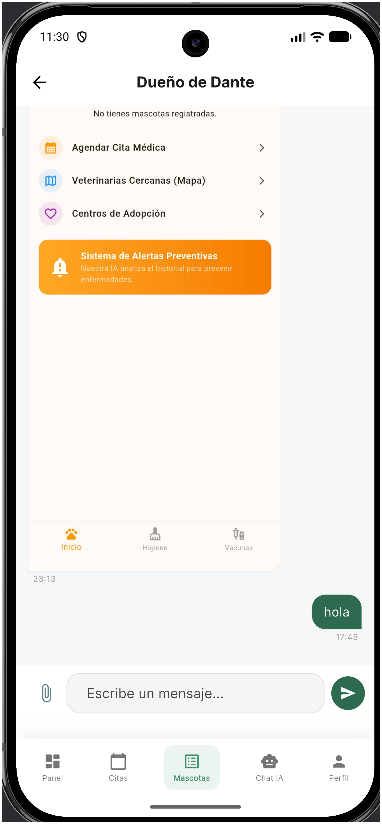 11:30
Dueño de Dante
No tienes mascotas registradas.
Agendar Cita Médica
Veterinarias Cercanas (Mapa)
Centros de Adopción
Sistema de Alertas Preventivas
Nuestra IA analiza el historial para prevenir
enfermedades.
Inicio
Higiene
Vacunas
23:13
hola
17:48
Escribe un mensaje...
Panel
Citas
Mascotas
Chat IA
Perfil